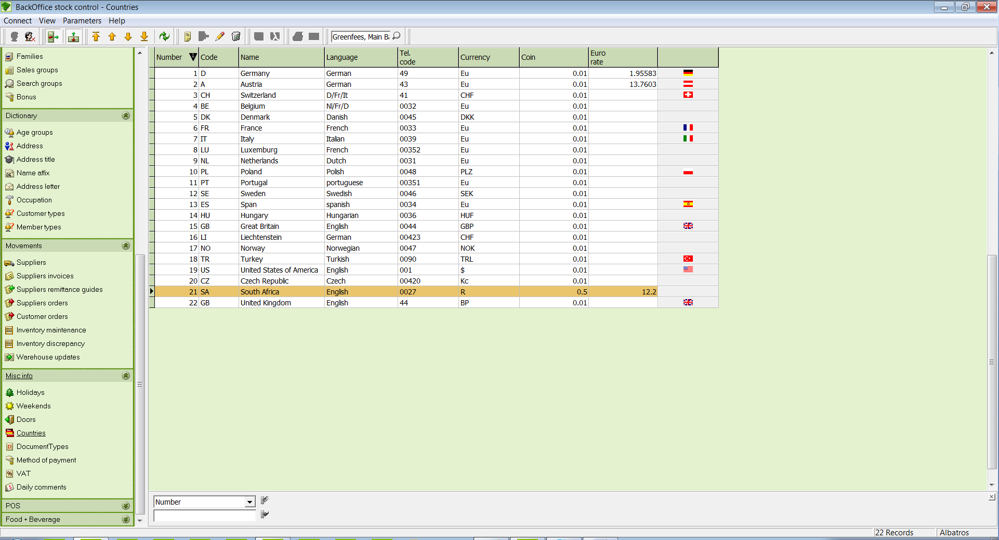 BackOffice stock control - Countries
Connect View Parameters Help
Greenfees, Main Ba
Families
Sales groups
Search groups
Bonus
Dictionary
Age groups
Address
Address title
Name affix
Address letter
Occupation
Customer types
Member types
Movements
Suppliers
Suppliers invoices
Suppliers remittance guides
Suppliers orders
Customer orders
Inventory maintenance
Inventory discrepancy
Warehouse updates
Misc info
Holidays
Weekends
Doors
Countries
DocumentTypes
Method of payment
VAT
Daily comments
POS
Food + Beverage
Number 1 Code Name Language Tel. code Currency Coin Euro rate
1 D Germany German 49 Eu 0.01 1.95583
2 A Austria German 43 Eu 0.01 13.7603
3 CH Switzerland D/Fr/It 41 CHF 0.01
4 BE Belgium Nl/Fr/D 0032 Eu 0.01
5 DK Denmark Danish 0045 DKK 0.01
6 FR France French 0033 Eu 0.01
7 IT Italy Italian 0039 Eu 0.01
8 LU Luxemburg French 00352 Eu 0.01
9 NL Netherlands Dutch 0031 Eu 0.01
10 PL Poland Polish 0048 PLZ 0.01
11 PT Portugal portuguese 00351 Eu 0.01
12 SE Sweden Swedish 0046 SEK 0.01
13 ES Span spanish 0034 Eu 0.01
14 HU Hungary Hungarian 0036 HUF 0.01
15 GB Great Britain English 0044 GBP 0.01
16 LI Liechtenstein German 00423 CHF 0.01
17 NO Norway Norwegian 0047 NOK 0.01
18 TR Turkey Turkish 0090 TRL 0.01
19 US United States of America English 001 $ 0.01
20 CZ Czech Republic Czech 00420 Kc 0.01
21 SA South Africa English 0027 R 0.5 12.2
22 GB United Kingdom English 44 BP 0.01
Number
22 Records Albatros